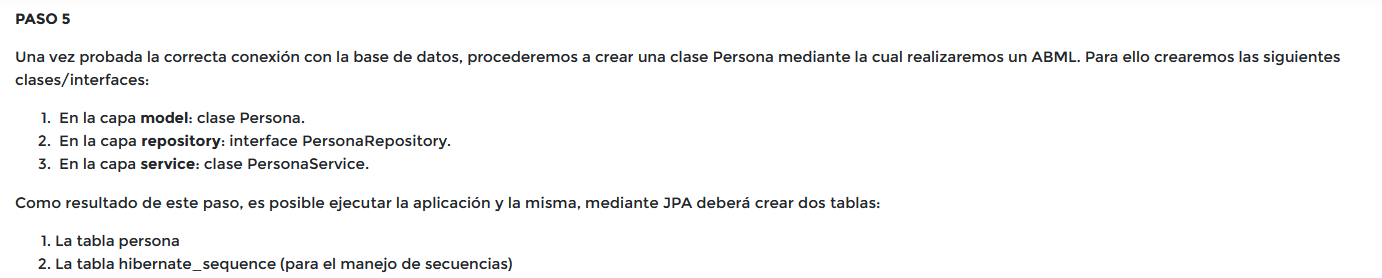 PASO 5
Una vez probada la correcta conexión con la base de datos, procederemos a crear una clase Persona mediante la cual realizaremos un ABML. Para ello crearemos las siguientes
clases/interfaces:
1. En la capa model: clase Persona.
2. En la capa repository: interface PersonaRepository.
3. En la capa service: clase PersonaService.
Como resultado de este paso, es posible ejecutar la aplicación y la misma, mediante JPA deberá crear dos tablas:
1. La tabla persona
2. La tabla hibernate_sequence (para el manejo de secuencias)